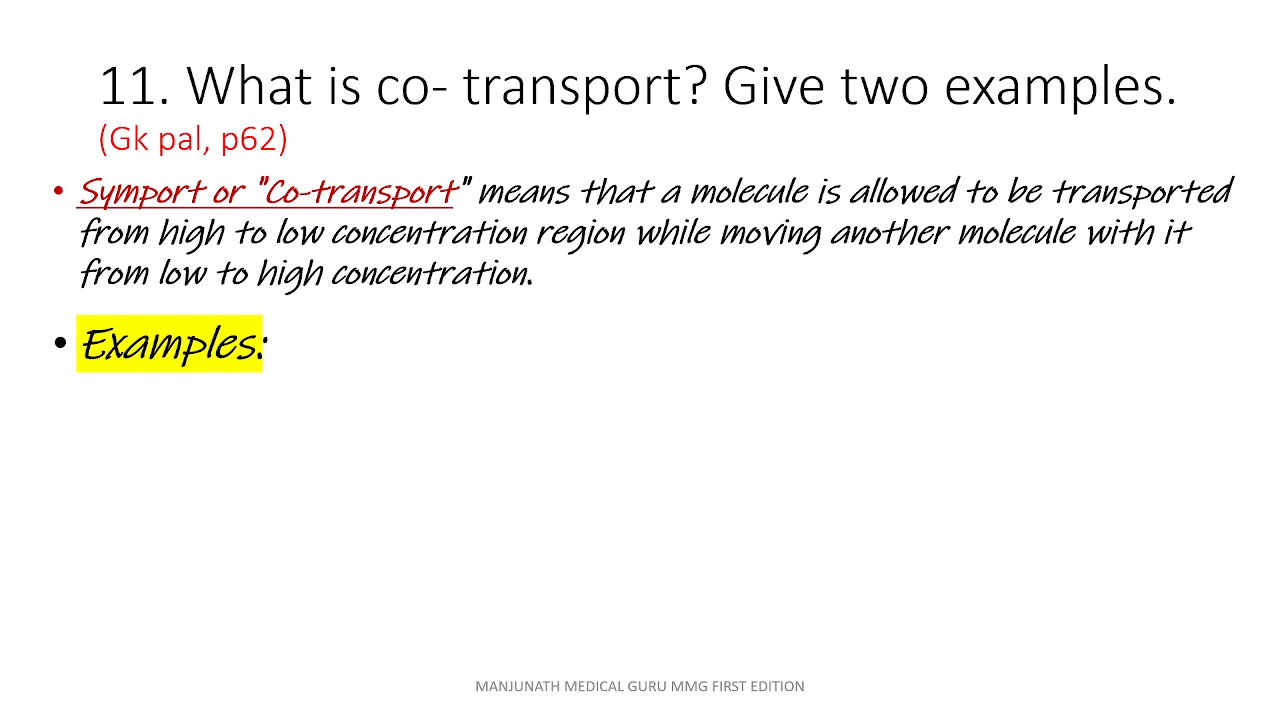 11. What is co- transport? Give two examples.
(Gk pal, p62)
• Symport or "Co-transport" means that a molecule is allowed to be transported
from high to low concentration region while moving another molecule with it
from low to high concentration.
• Examples:
MANJUNATH MEDICAL GURU MMG FIRST EDITION